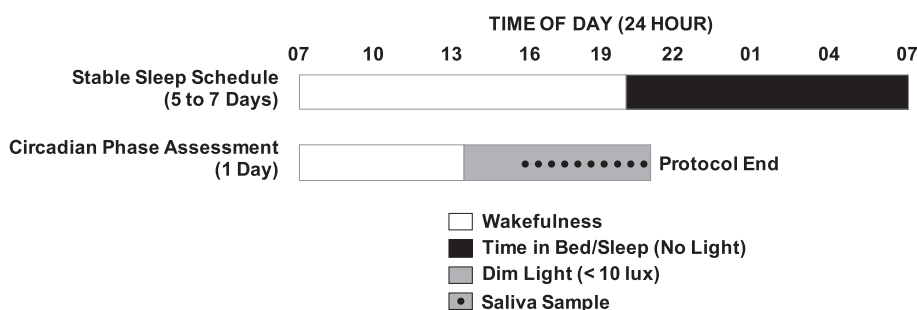 TIME OF DAY (24 HOUR)
07 10 13 16 19 22 01 04 07
Stable Sleep Schedule
(5 to 7 Days)
Circadian Phase Assessment
(1 Day)
Protocol End
Wakefulness
Time in Bed/Sleep (No Light)
Dim Light (< 10 lux)
Saliva Sample